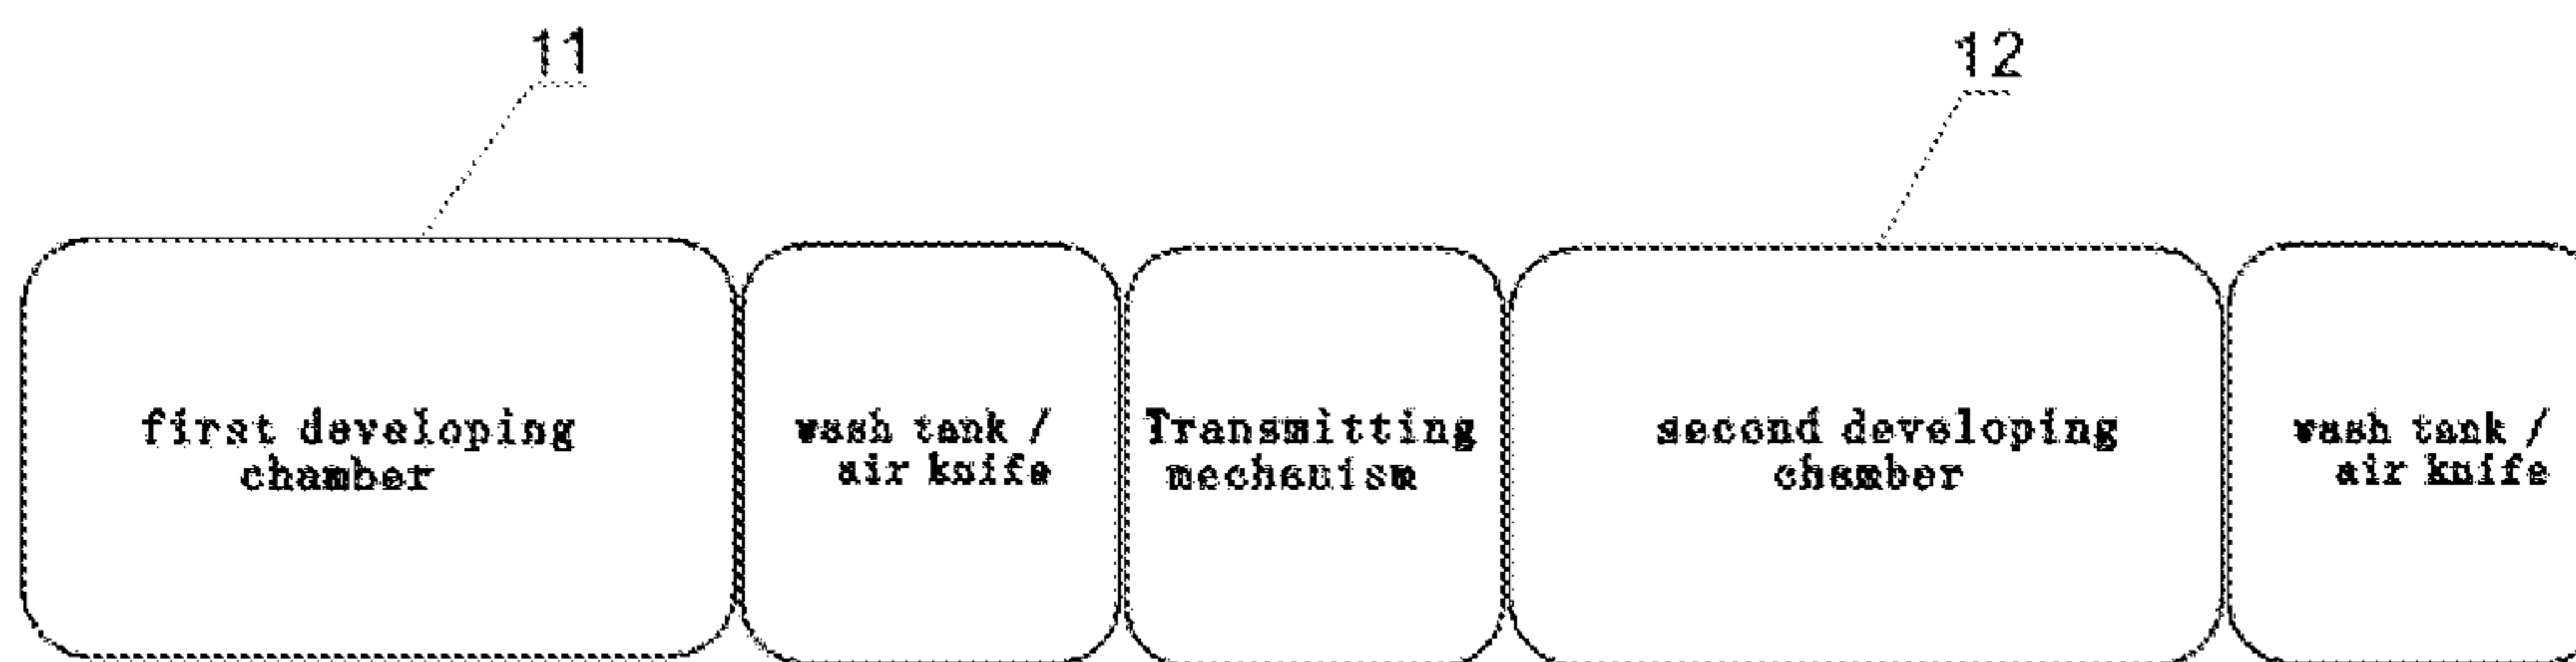 11
12
first developing
chamber
wash tank /
air knife
Transmitting
mechanism
second developing
chamber
wash tank /
air knife